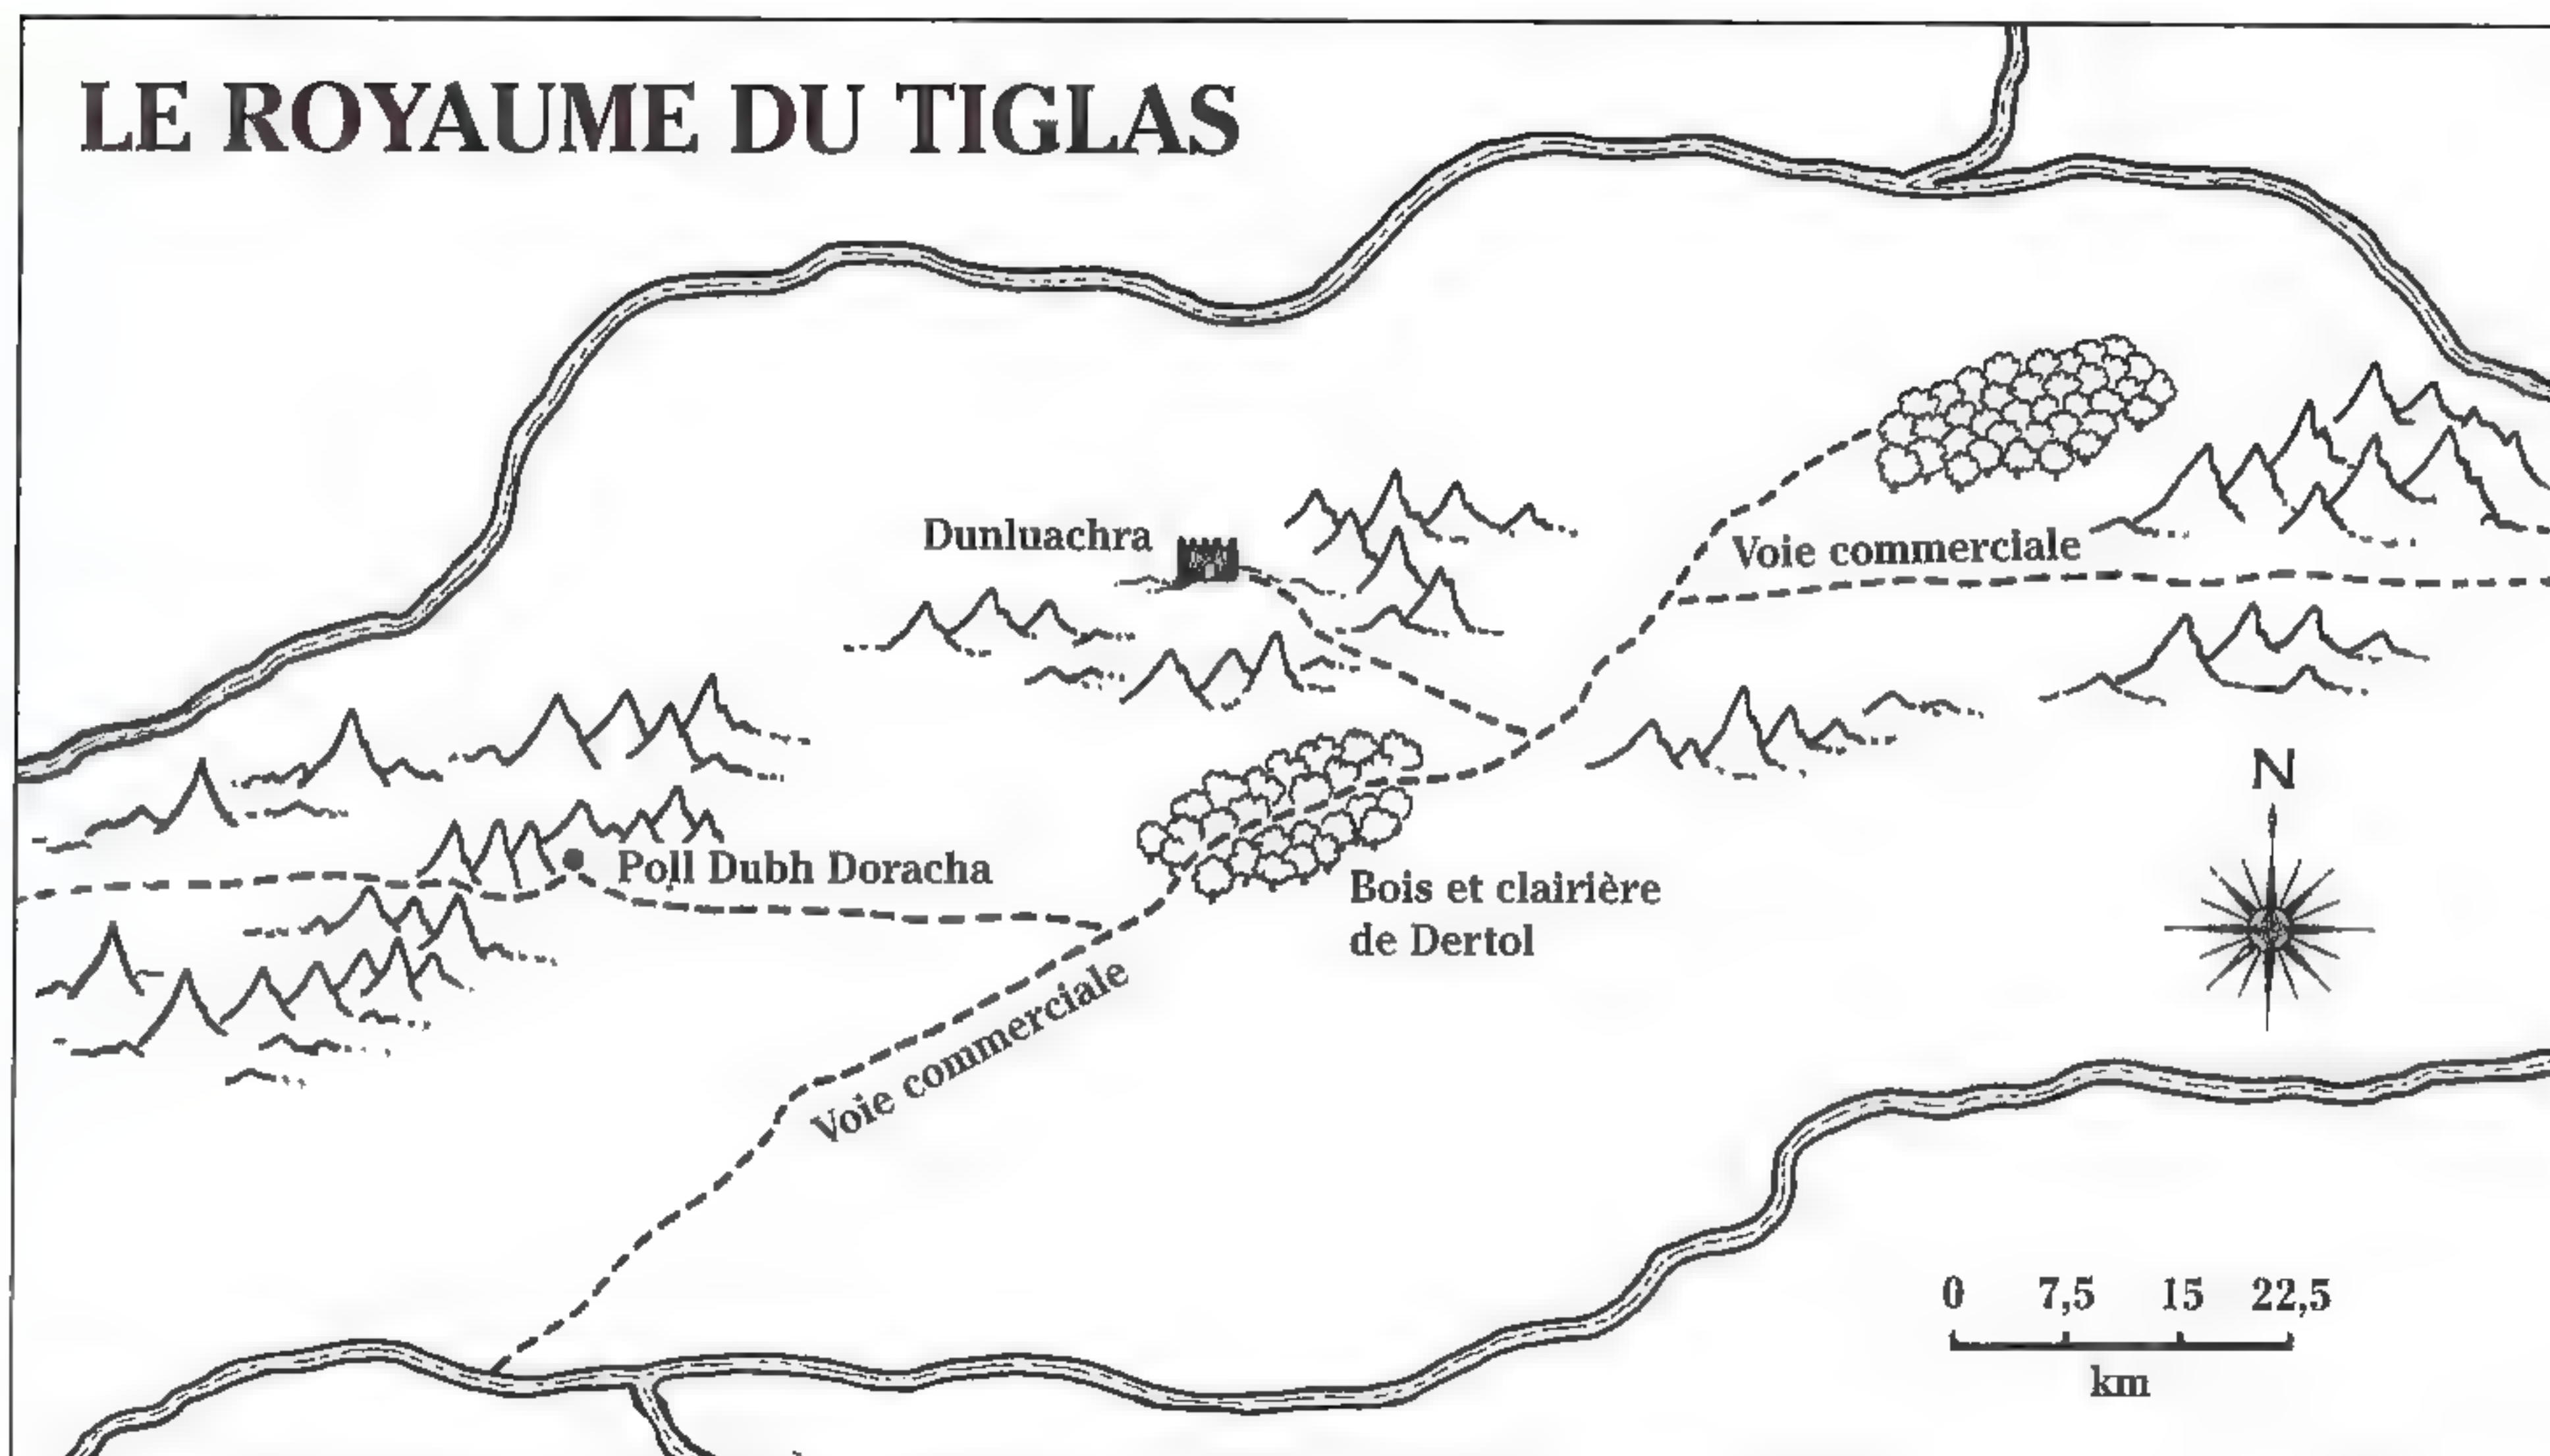 LE ROYAUME DU TIGLAS
Dunluachra
Voie commerciale
N
Poll Dubh Doracha
Bois et clairière
de Dertol
Voie commerciale
0 7,5 15 22,5
km